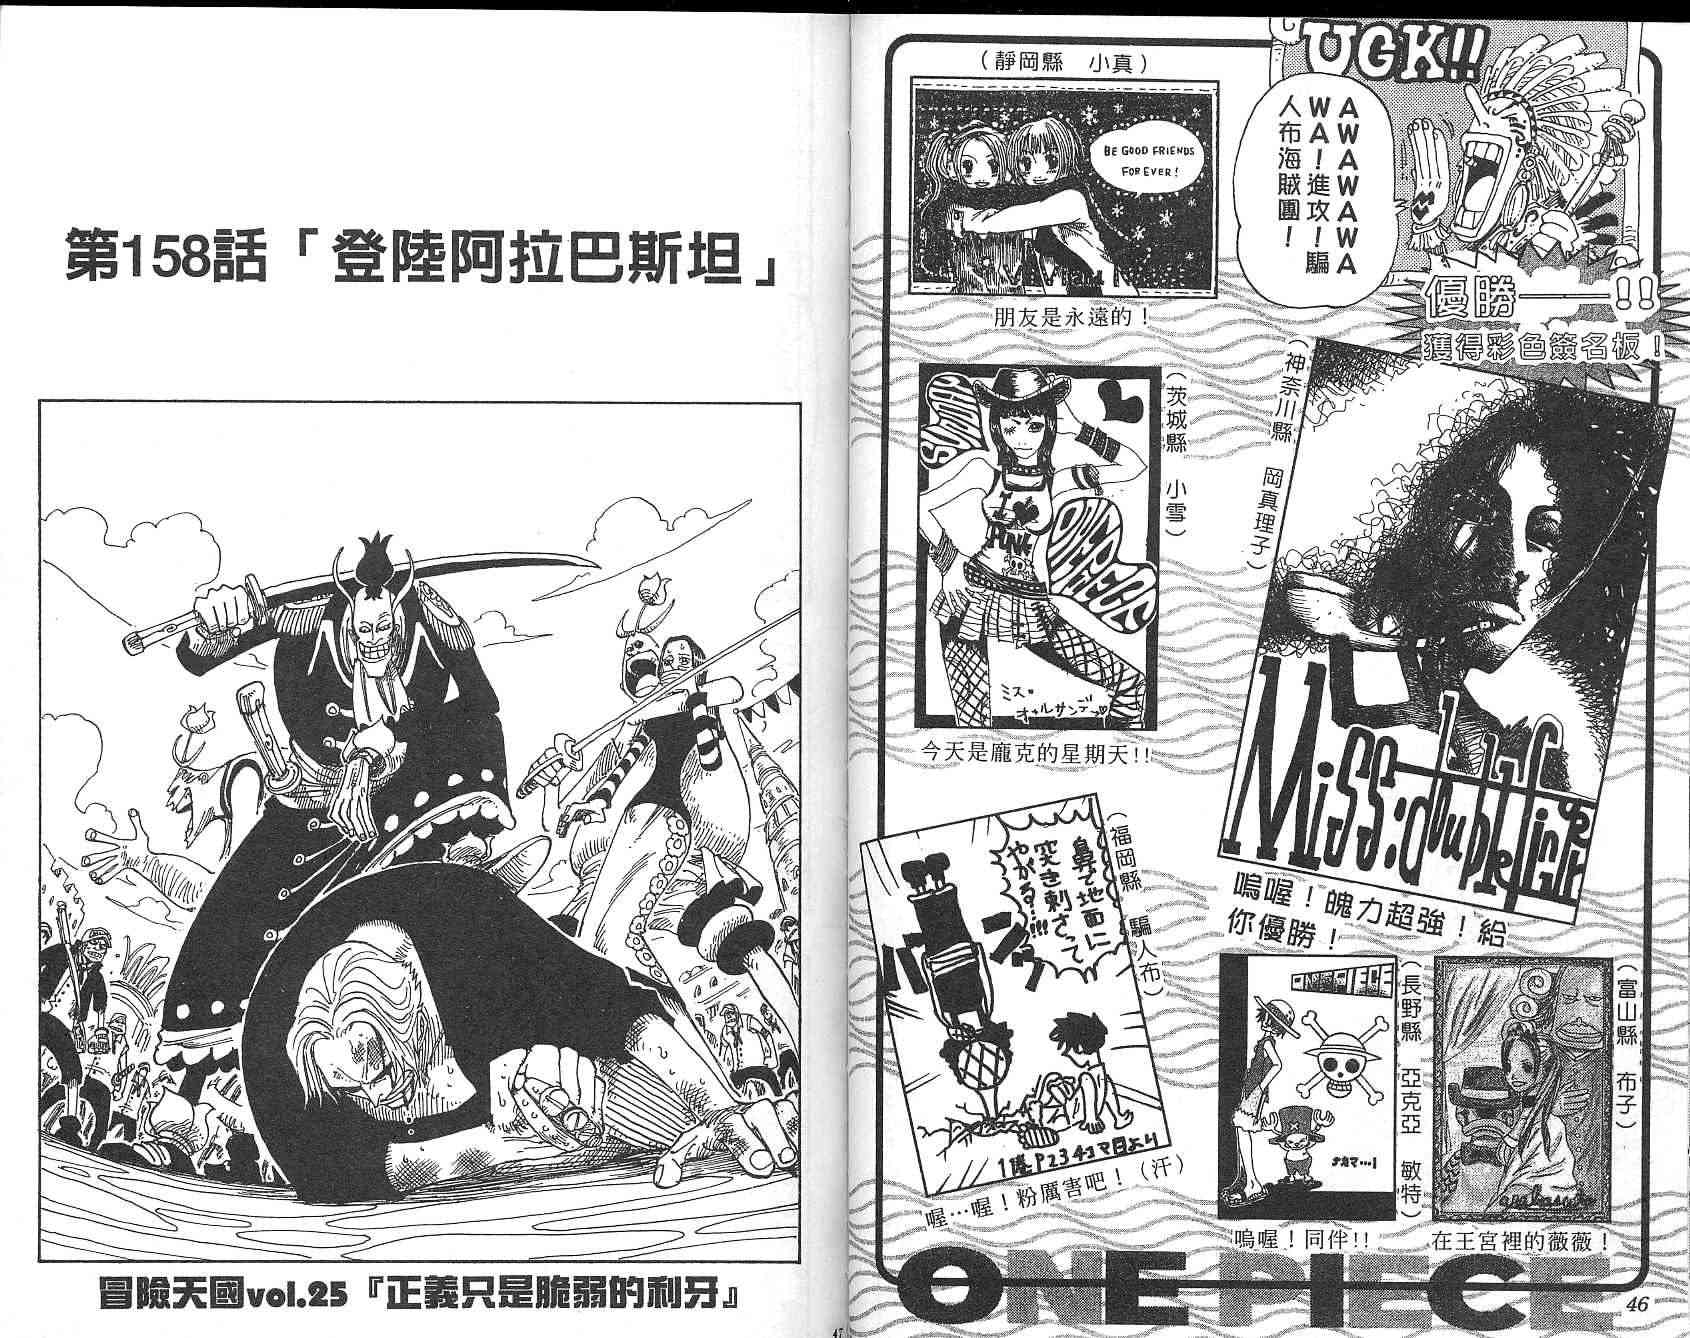 UGK!!
AWAWAWAWA
WA！進攻！騙
人布海賊團！
優勝——!!
獲得彩色簽名板！
（靜岡縣　小真）
BE GOOD FRIENDS
FOREVER!
朋友是永遠的！
（神奈川縣　岡真理子）
Miss:doublefinger
嗚喔！魄力超強！給
你優勝！
（茨城縣　小雪）
I ♥
PUNK
ONE PIECE
ミス・
オールサンデー
今天是龐克的星期天!!
（福岡縣　騙人布）
鼻で地面に
突き刺さって
やがる…!!!
1巻P23 4コマ目より
喔…喔！粉厲害吧！（汗）
（富山縣　布子）
在王宮裡的薇薇！
（長野縣　亞克亞　敏特）
ONE PIECE
ナカマ…!
嗚喔！同伴!!
ONE PIECE
46
第158話「登陸阿拉巴斯坦」
冒險天國vol.25『正義只是脆弱的利牙』
47